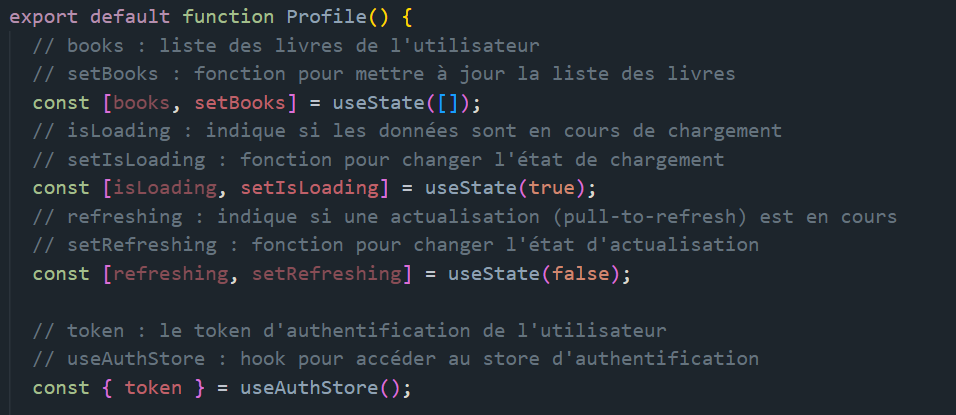 export default function Profile() {
// books : liste des livres de l'utilisateur
// setBooks : fonction pour mettre à jour la liste des livres
const [books, setBooks] = useState([]);
// isLoading : indique si les données sont en cours de chargement
// setIsLoading : fonction pour changer l'état de chargement
const [isLoading, setIsLoading] = useState(true);
// refreshing : indique si une actualisation (pull-to-refresh) est en cours
// setRefreshing : fonction pour changer l'état d'actualisation
const [refreshing, setRefreshing] = useState(false);
// token : le token d'authentification de l'utilisateur
// useAuthStore : hook pour accéder au store d'authentification
const { token } = useAuthStore();